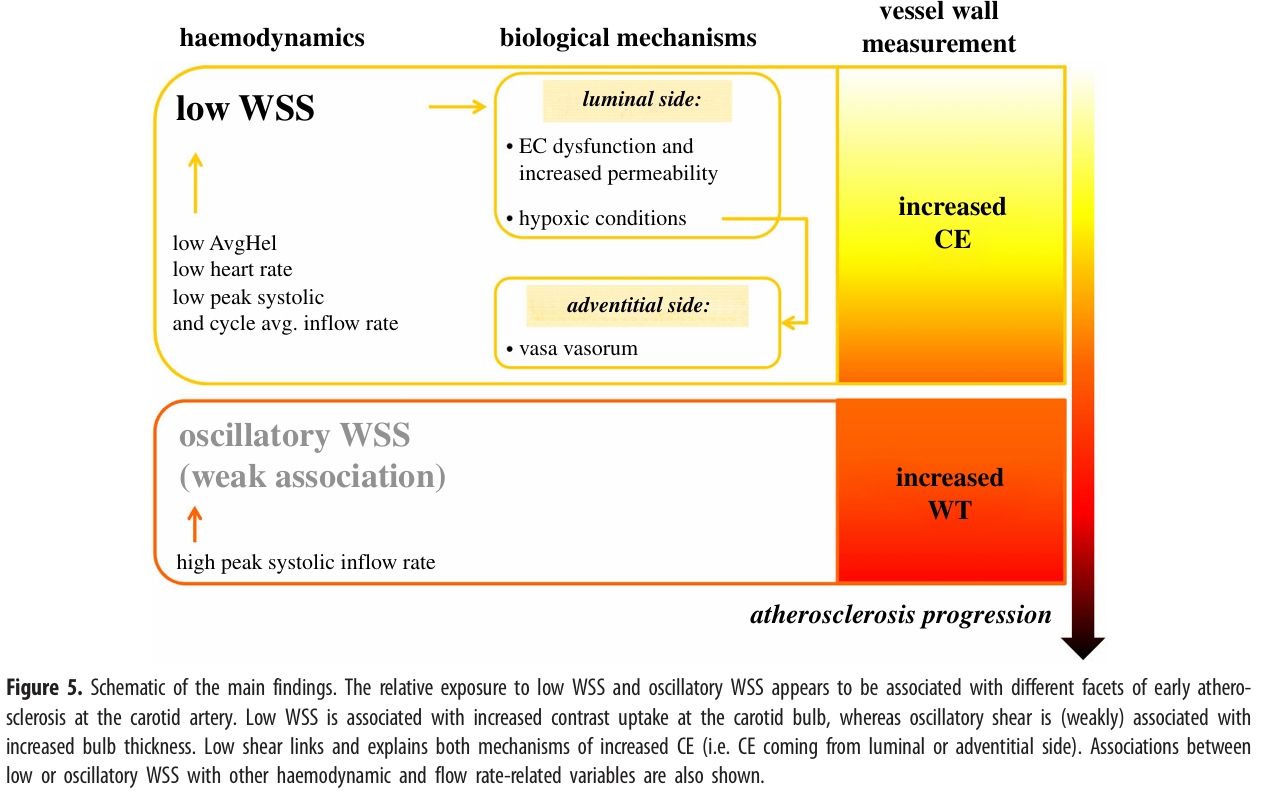 haemodynamics
biological mechanisms
vessel wall
measurement
low WSS
low AvgHel
low heart rate
low peak systolic
and cycle avg. inflow rate
luminal side:
• EC dysfunction and
increased permeability
• hypoxic conditions
adventitial side:
• vasa vasorum
increased
CE
oscillatory WSS
(weak association)
high peak systolic inflow rate
increased
WT
atherosclerosis progression
Figure 5. Schematic of the main findings. The relative exposure to low WSS and oscillatory WSS appears to be associated with different facets of early athero-
sclerosis at the carotid artery. Low WSS is associated with increased contrast uptake at the carotid bulb, whereas oscillatory shear is (weakly) associated with
increased bulb thickness. Low shear links and explains both mechanisms of increased CE (i.e. CE coming from luminal or adventitial side). Associations between
low or oscillatory WSS with other haemodynamic and flow rate-related variables are also shown.